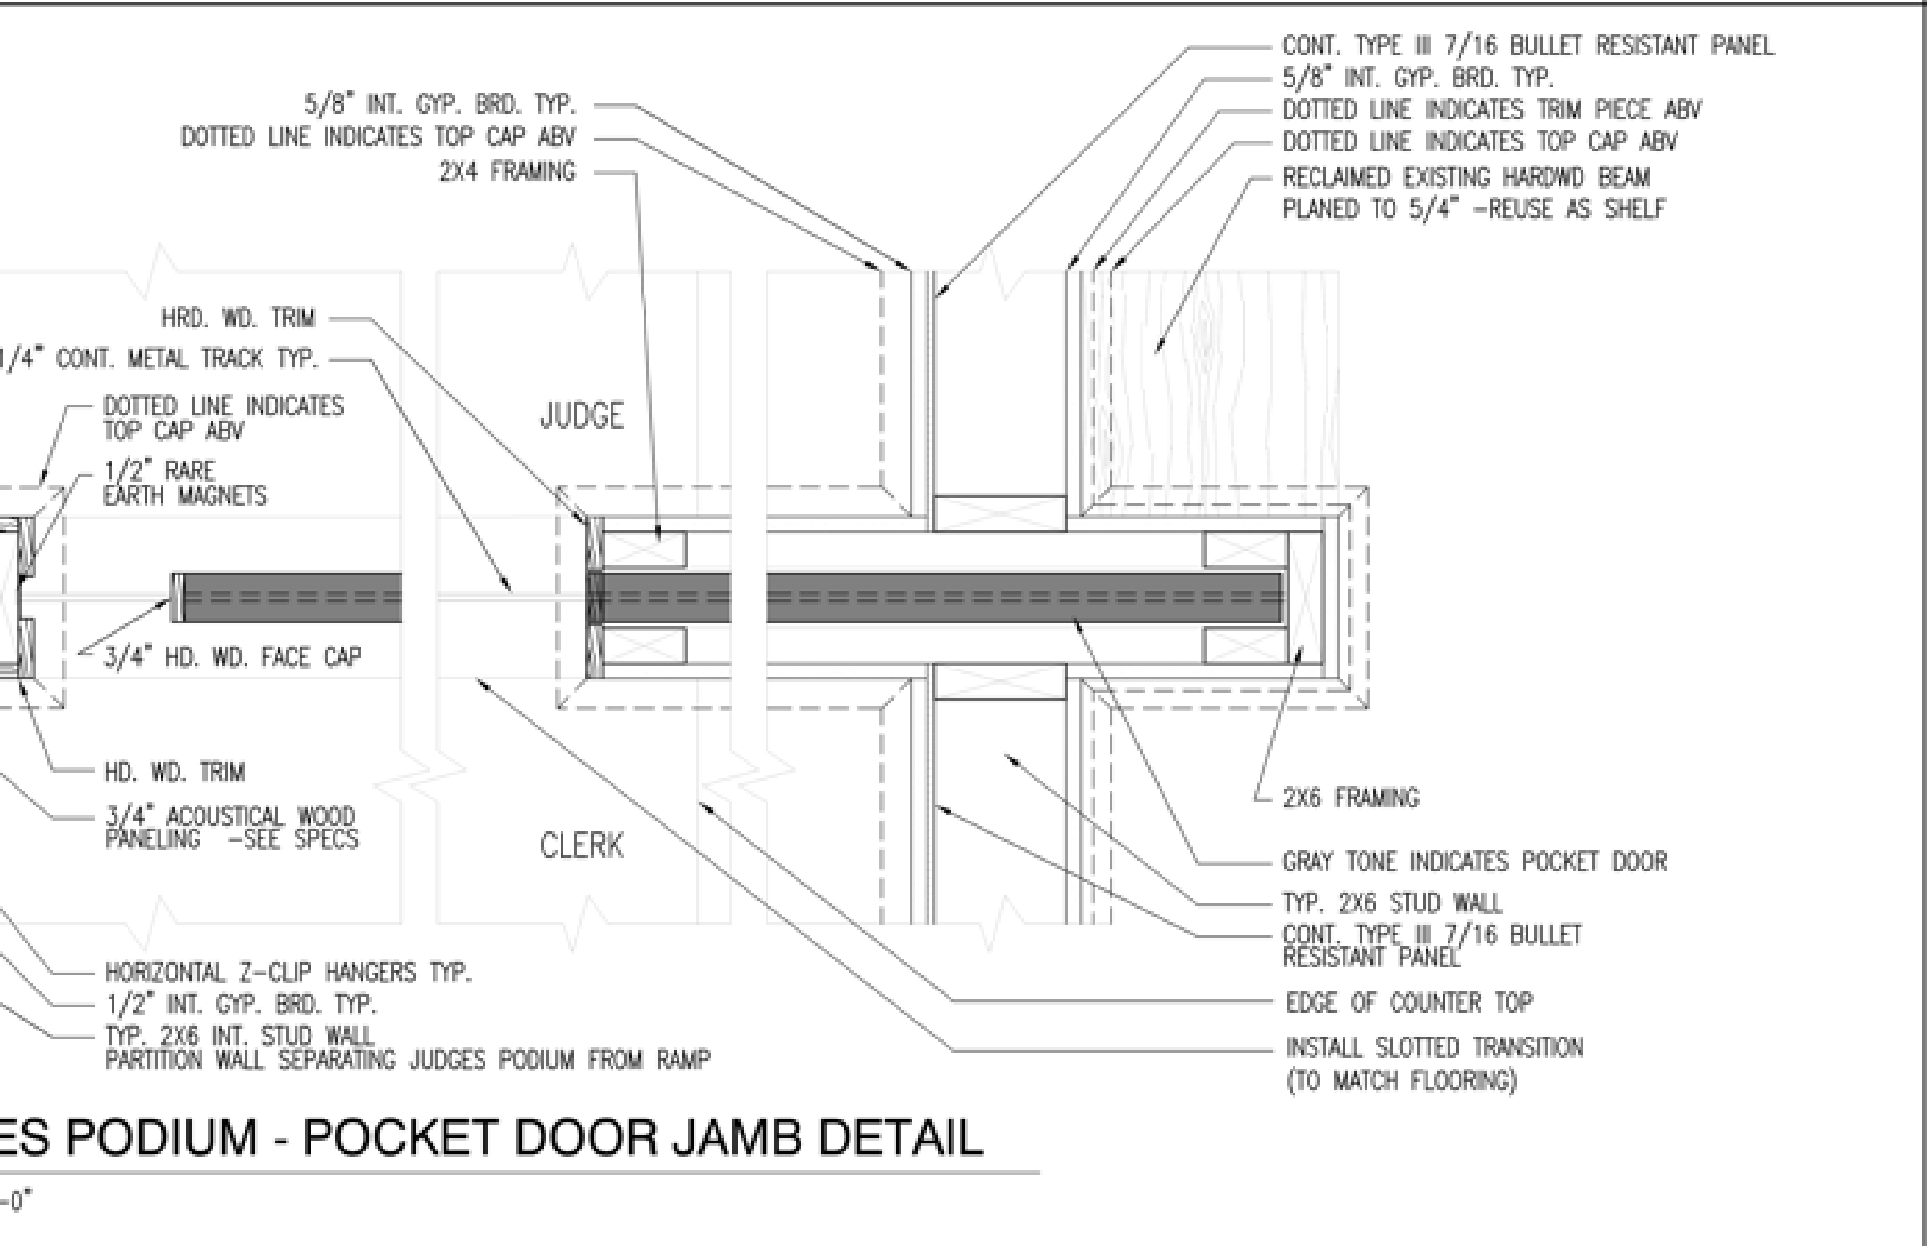 CONT. TYPE III 7/16 BULLET RESISTANT PANEL
5/8" INT. GYP. BRD. TYP.
DOTTED LINE INDICATES TRIM PIECE ABV
DOTTED LINE INDICATES TOP CAP ABV
RECLAIMED EXISTING HARDWD BEAM
PLANED TO 5/4" -REUSE AS SHELF
5/8" INT. GYP. BRD. TYP.
DOTTED LINE INDICATES TOP CAP ABV
2X4 FRAMING
HRD. WD. TRIM
1/4" CONT. METAL TRACK TYP.
DOTTED LINE INDICATES
TOP CAP ABV
1/2" RARE
EARTH MAGNETS
JUDGE
3/4" HD. WD. FACE CAP
HD. WD. TRIM
3/4" ACOUSTICAL WOOD
PANELING -SEE SPECS
CLERK
2X6 FRAMING
GRAY TONE INDICATES POCKET DOOR
TYP. 2X6 STUD WALL
CONT. TYPE III 7/16 BULLET
RESISTANT PANEL
EDGE OF COUNTER TOP
INSTALL SLOTTED TRANSITION
(TO MATCH FLOORING)
HORIZONTAL Z-CLIP HANGERS TYP.
1/2" INT. GYP. BRD. TYP.
TYP. 2X6 INT. STUD WALL
PARTITION WALL SEPARATING JUDGES PODIUM FROM RAMP
ES PODIUM - POCKET DOOR JAMB DETAIL
-0"